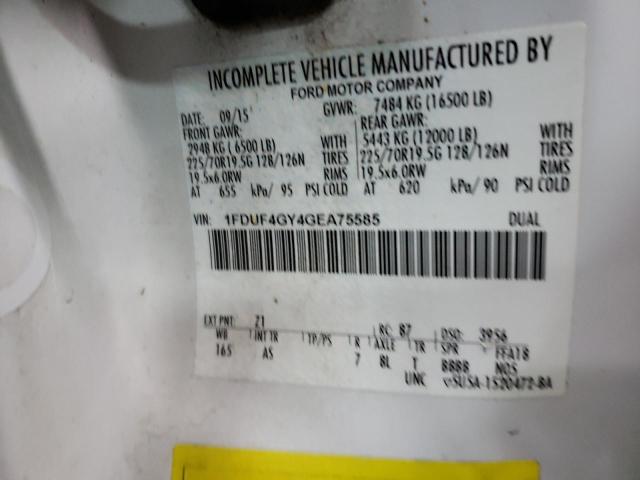 INCOMPLETE VEHICLE MANUFACTURED BY
FORD MOTOR COMPANY
DATE: 09/15 GVWR: 7484 KG (16500 LB)
FRONT GAWR: REAR GAWR:
2948 KG (6500 LB) WITH 5443 KG (12000 LB) WITH
225/70R19.5G 128/126N TIRES 225/70R19.5G 128/126N TIRES
19.5x6.0RW RIMS 19.5x6.0RW RIMS
AT 655 kPa/ 95 PSI COLD AT 620 kPa/ 90 PSI COLD
VIN: 1FDUF4GY4GEA75585 DUAL
EXT PNT: Z1 RC: 87 DSO: 3956
WB INT TR TP/PS R AXLE TR SPR FFA18
165 AS 7 8L T 8888 NOS
UNC 5USA-1520472-BA